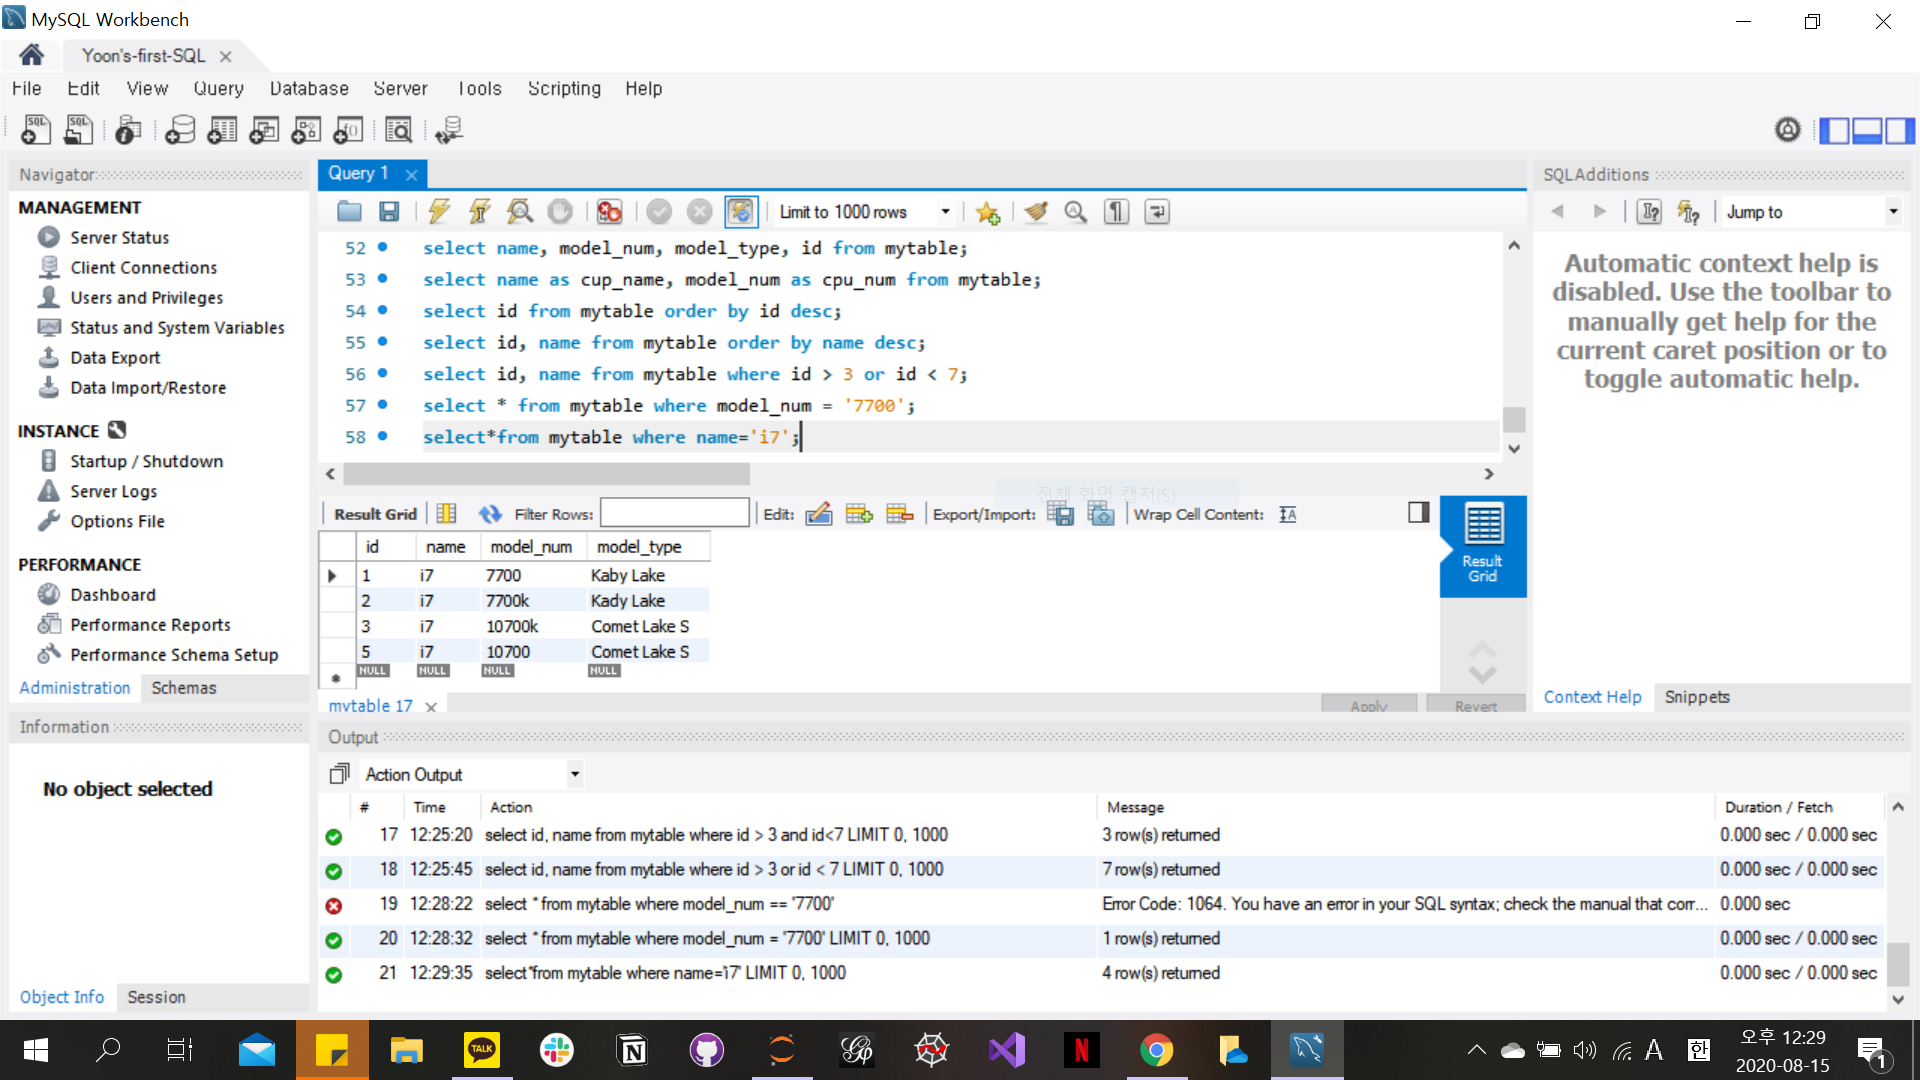 MySQL Workbench
Yoon's-first-SQL
File Edit View Query Database Server Tools Scripting Help
Navigator
MANAGEMENT
Server Status
Client Connections
Users and Privileges
Status and System Variables
Data Export
Data Import/Restore
INSTANCE
Startup / Shutdown
Server Logs
Options File
PERFORMANCE
Dashboard
Performance Reports
Performance Schema Setup
Administration Schemas
Information
No object selected
Object Info Session
Query 1
Limit to 1000 rows
52 select name, model_num, model_type, id from mytable;
53 select name as cup_name, model_num as cpu_num from mytable;
54 select id from mytable order by id desc;
55 select id, name from mytable order by name desc;
56 select id, name from mytable where id > 3 or id < 7;
57 select * from mytable where model_num = '7700';
58 select*from mytable where name='i7';
전체 화면 캡처(S)
Result Grid Filter Rows: Edit: Export/Import: Wrap Cell Content:
id name model_num model_type
1 i7 7700 Kaby Lake
2 i7 7700k Kady Lake
3 i7 10700k Comet Lake S
5 i7 10700 Comet Lake S
NULL NULL NULL NULL
Result
Grid
mytable 17
Apply Revert
SQLAdditions
Jump to
Automatic context help is
disabled. Use the toolbar to
manually get help for the
current caret position or to
toggle automatic help.
Context Help Snippets
Output
Action Output
# Time Action Message Duration / Fetch
17 12:25:20 select id, name from mytable where id > 3 and id<7 LIMIT 0, 1000 3 row(s) returned 0.000 sec / 0.000 sec
18 12:25:45 select id, name from mytable where id > 3 or id < 7 LIMIT 0, 1000 7 row(s) returned 0.000 sec / 0.000 sec
19 12:28:22 select * from mytable where model_num == '7700' Error Code: 1064. You have an error in your SQL syntax; check the manual that corr... 0.000 sec
20 12:28:32 select * from mytable where model_num = '7700' LIMIT 0, 1000 1 row(s) returned 0.000 sec / 0.000 sec
21 12:29:35 select*from mytable where name='i7' LIMIT 0, 1000 4 row(s) returned 0.000 sec / 0.000 sec
TALK
A 한
오후 12:29
2020-08-15
1